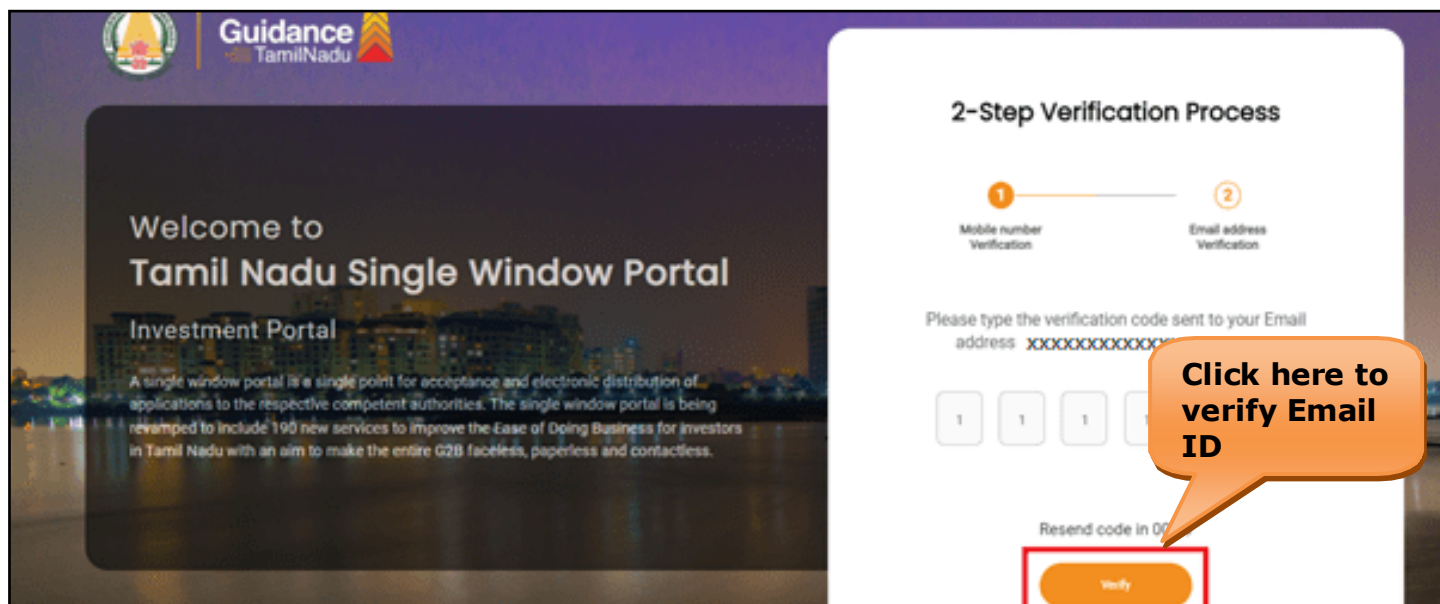 Guidance
TamilNadu
Welcome to
Tamil Nadu Single Window Portal
Investment Portal
A single window portal is a single point for acceptance and electronic distribution of
applications to the respective competent authorities. The single window portal is being
revamped to include 190 new services to improve the Ease of Doing Business for investors
in Tamil Nadu with an aim to make the entire G2B faceless, paperless and contactless.
2-Step Verification Process
1
2
Mobile number
Verification
Email address
Verification
Please type the verification code sent to your Email
address XXXXXXXXXXXX
1 1 1 1
Click here to
verify Email
ID
Resend code in
Verify